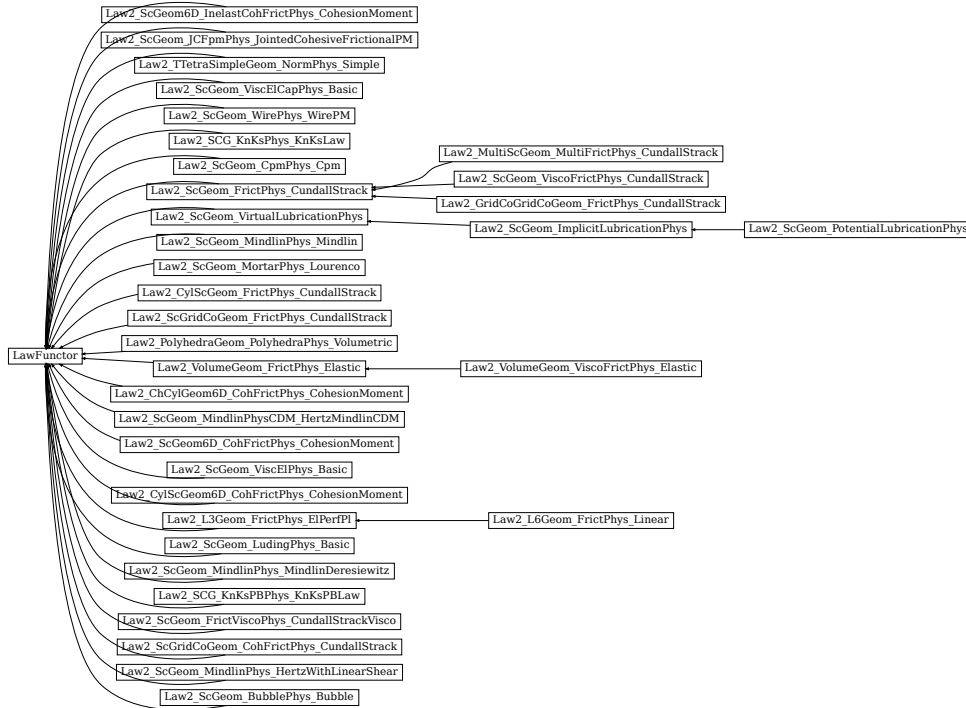 Law2_ScGeom6D_InelastCohFrictPhys_CohesionMoment
Law2_ScGeom_JCFpmPhys_JointedCohesiveFrictionalPM
Law2_TTetraSimpleGeom_NormPhys_Simple
Law2_ScGeom_ViscElCapPhys_Basic
Law2_ScGeom_WirePhys_WirePM
Law2_SCG_KnKsPhys_KnKsLaw
Law2_ScGeom_CpmPhys_Cpm
Law2_MultiScGeom_MultiFrictPhys_CundallStrack
Law2_ScGeom_ViscoFrictPhys_CundallStrack
Law2_ScGeom_FrictPhys_CundallStrack
Law2_GridCoGridCoGeom_FrictPhys_CundallStrack
Law2_ScGeom_VirtualLubricationPhys
Law2_ScGeom_ImplicitLubricationPhys
Law2_ScGeom_PotentialLubricationPhys
Law2_ScGeom_MindlinPhys_Mindlin
Law2_ScGeom_MortarPhys_Lourenco
Law2_CylScGeom_FrictPhys_CundallStrack
Law2_ScGridCoGeom_FrictPhys_CundallStrack
Law2_PolyhedraGeom_PolyhedraPhys_Volumetric
LawFunctor
Law2_VolumeGeom_FrictPhys_Elastic
Law2_VolumeGeom_ViscoFrictPhys_Elastic
Law2_ChCylGeom6D_CohFrictPhys_CohesionMoment
Law2_ScGeom_MindlinPhysCDM_HertzMindlinCDM
Law2_ScGeom6D_CohFrictPhys_CohesionMoment
Law2_ScGeom_ViscElPhys_Basic
Law2_CylScGeom6D_CohFrictPhys_CohesionMoment
Law2_L3Geom_FrictPhys_ElPerfPl
Law2_L6Geom_FrictPhys_Linear
Law2_ScGeom_LudingPhys_Basic
Law2_ScGeom_MindlinPhys_MindlinDeresiewitz
Law2_SCG_KnKsPBPhys_KnKsPBLaw
Law2_ScGeom_FrictViscoPhys_CundallStrackVisco
Law2_ScGridCoGeom_CohFrictPhys_CundallStrack
Law2_ScGeom_MindlinPhys_HertzWithLinearShear
Law2_ScGeom_BubblePhys_Bubble